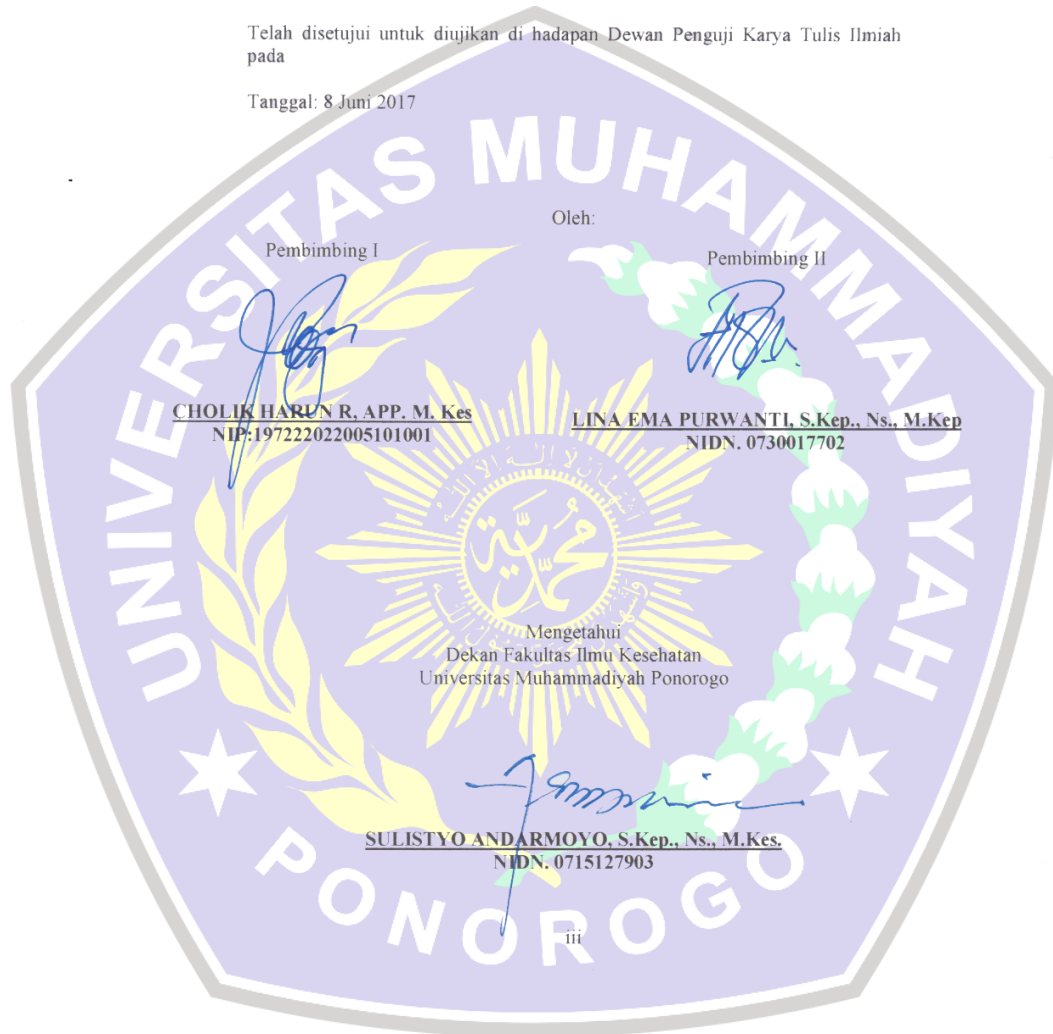 Telah disetujui untuk diujikan di hadapan Dewan Penguji Karya Tulis Ilmiah
pada
Tanggal: 8 Juni 2017
UNIVERSITAS MUHAMMADIYAH
Oleh:
Pembimbing I
Pembimbing II
CHOLIK HARUN R, APP. M. Kes
NIP:197222022005101001
LINA EMA PURWANTI, S.Kep., Ns., M.Kep
NIDN. 0730017702
محمدية
Mengetahui
Dekan Fakultas Ilmu Kesehatan
Universitas Muhammadiyah Ponorogo
SULISTYO ANDARMOYO, S.Kep., Ns., M.Kes.
NIDN. 0715127903
PONOROGO
iii